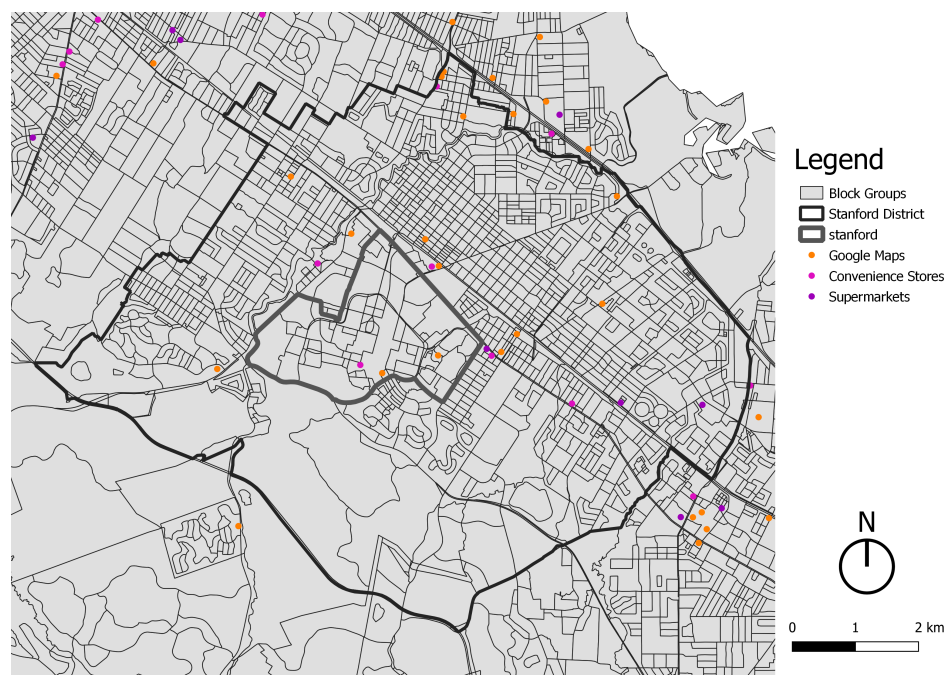 Legend
Block Groups
Stanford District
stanford
Google Maps
Convenience Stores
Supermarkets
N
0 1 2 km